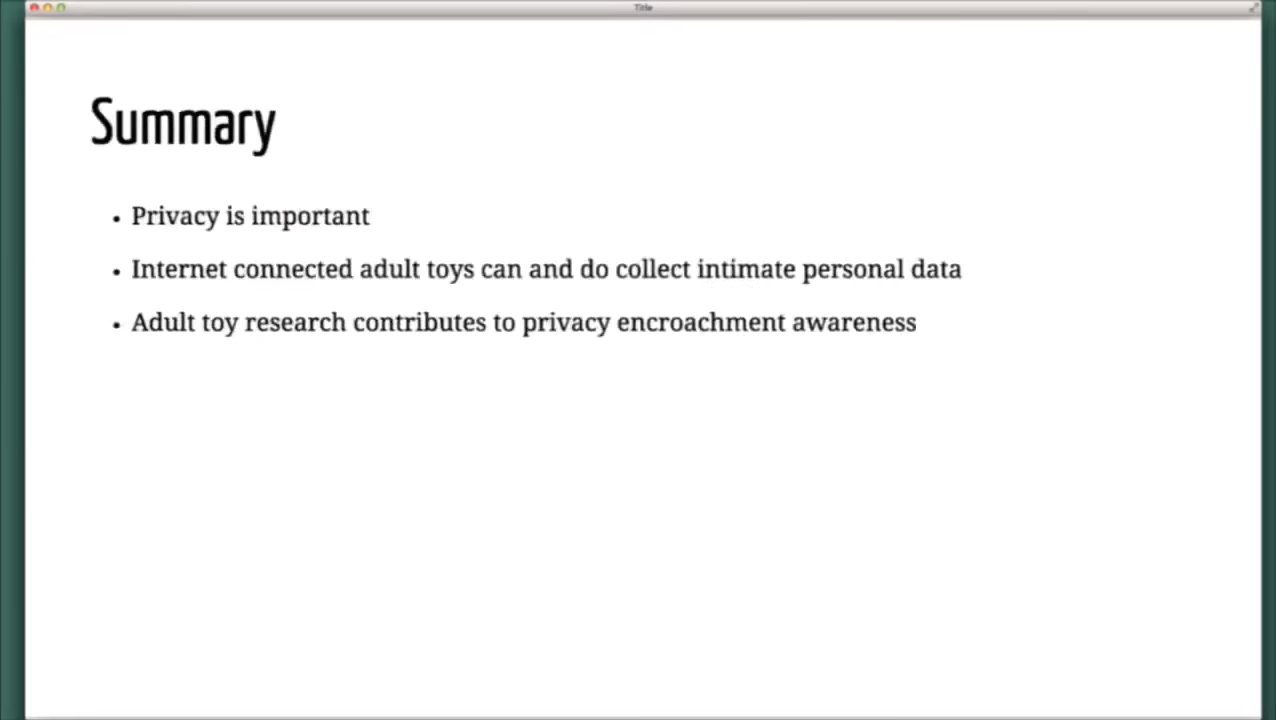 Title
Summary
• Privacy is important
• Internet connected adult toys can and do collect intimate personal data
• Adult toy research contributes to privacy encroachment awareness